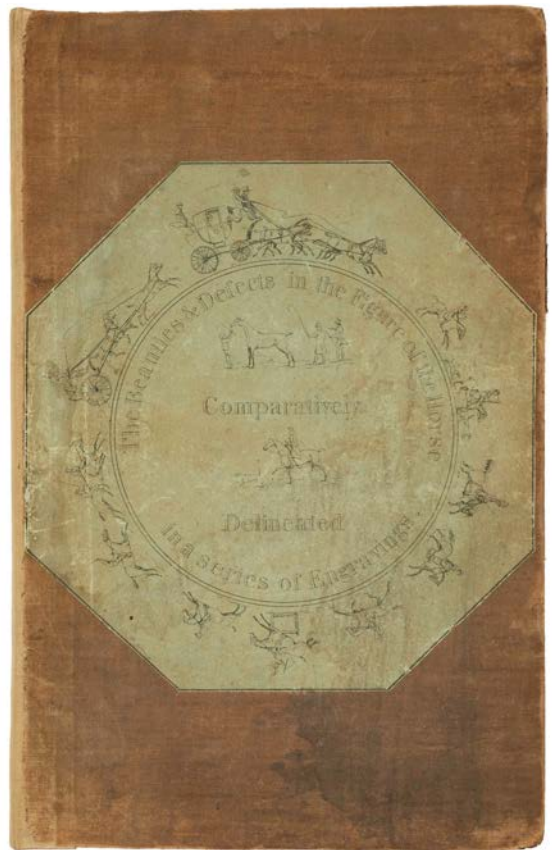 The Beauties & Defects in the Figure of the Horse
Comparatively
Delineated
in a series of Engravings.